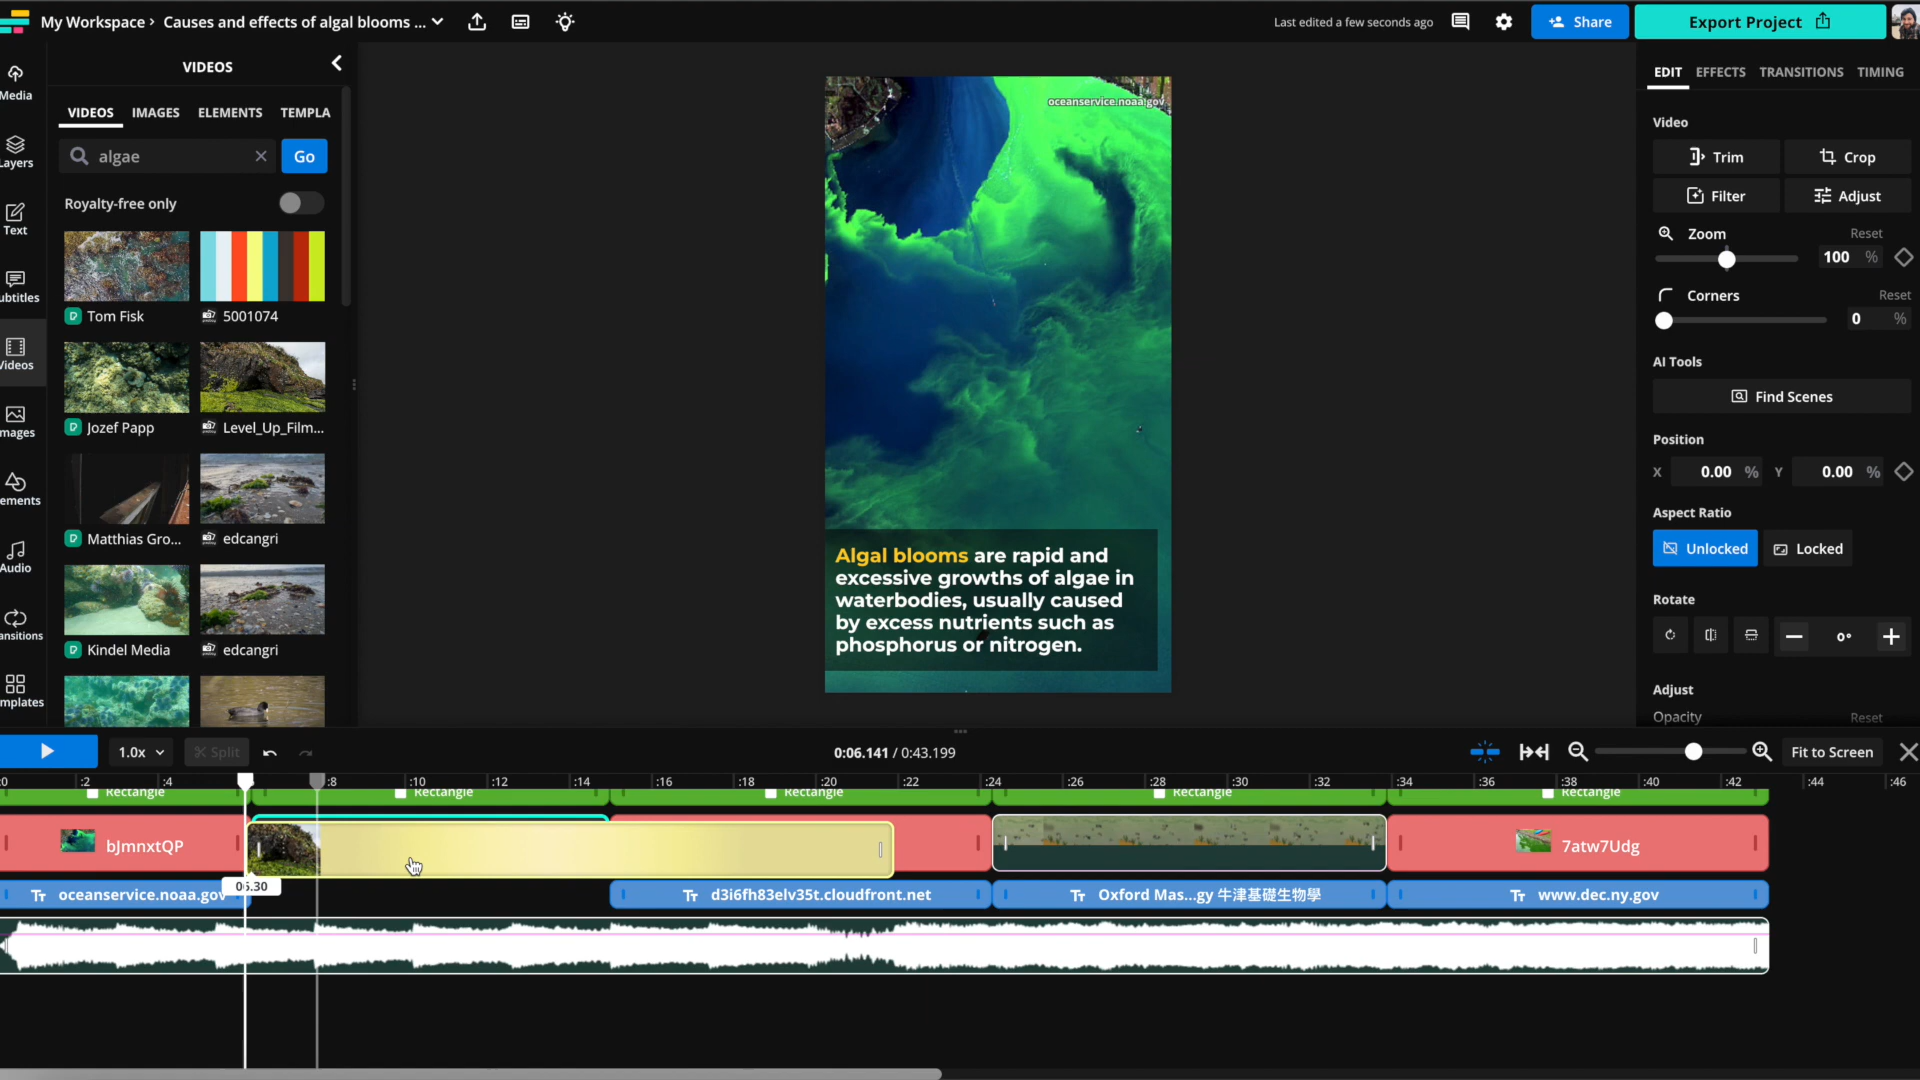 My Workspace › Causes and effects of algal blooms ...
Last edited a few seconds ago
Share
Export Project
Media
Layers
Text
ubtitles
Videos
mages
ements
Audio
ansitions
mplates
VIDEOS
VIDEOS IMAGES ELEMENTS TEMPLA
algae
Go
Royalty-free only
Tom Fisk
5001074
Jozef Papp
Level_Up_Film...
Matthias Gro...
edcangri
Kindel Media
edcangri
oceanservice.noaa.gov
Algal blooms are rapid and
excessive growths of algae in
waterbodies, usually caused
by excess nutrients such as
phosphorus or nitrogen.
EDIT EFFECTS TRANSITIONS TIMING
Video
Trim
Crop
Filter
Adjust
Zoom
Reset
100 %
Corners
Reset
0 %
AI Tools
Find Scenes
Position
X 0.00 % Y 0.00 %
Aspect Ratio
Unlocked
Locked
Rotate
0°
Adjust
Opacity
Reset
1.0x
Split
0:06.141 / 0:43.199
Fit to Screen
:0 :2 :4 :8 :10 :12 :14 :16 :18 :20 :22 :24 :26 :28 :30 :32 :34 :36 :38 :40 :42 :44 :46
Rectangle Rectangle Rectangle Rectangle Rectangle
bJmnxtQP
7atw7Udg
06.30
oceanservice.noaa.gov
d3i6fh83elv35t.cloudfront.net
Oxford Mas...gy 牛津基礎生物學
www.dec.ny.gov